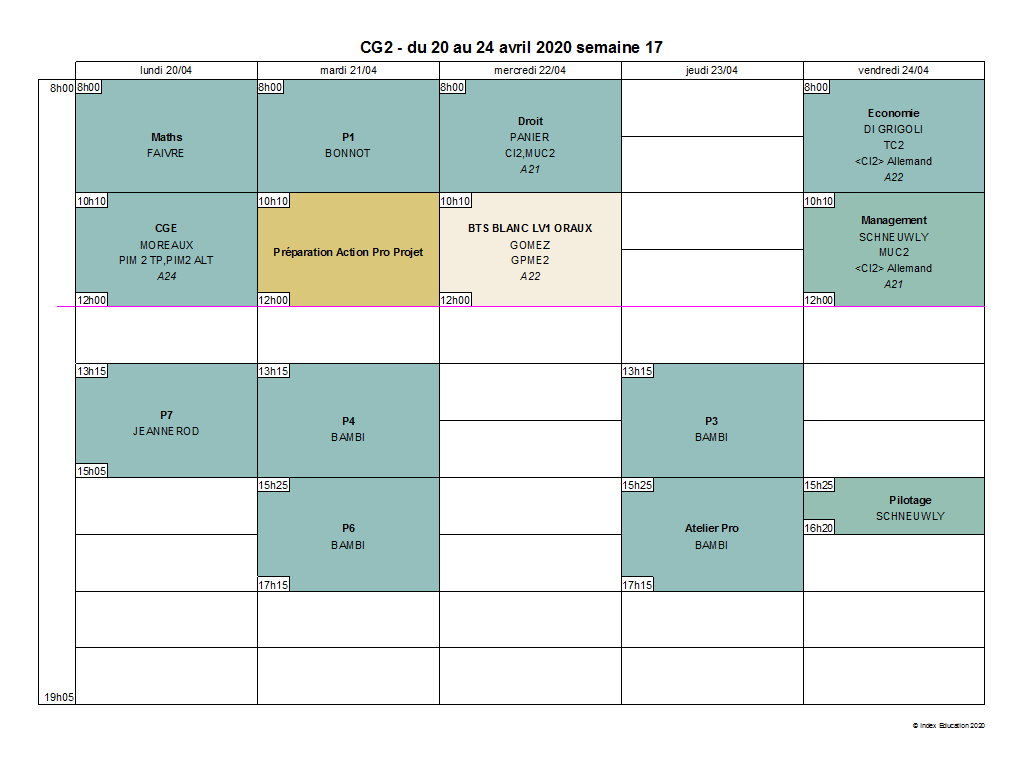 CG2 - du 20 au 24 avril 2020 semaine 17
lundi 20/04
mardi 21/04
mercredi 22/04
jeudi 23/04
vendredi 24/04
8h00
8h00
Maths
FAIVRE
8h00
P1
BONNOT
8h00
Droit
PANIER
CI2,MUC2
A21
8h00
Economie
DI GRIGOLI
TC2
<CI2> Allemand
A22
10h10
CGE
MOREAUX
PIM 2 TP,PIM2 ALT
A24
12h00
10h10
Préparation Action Pro Projet
12h00
10h10
BTS BLANC LV1 ORAUX
GOMEZ
GPME2
A22
12h00
10h10
Management
SCHNEUWLY
MUC2
<CI2> Allemand
A21
12h00
13h15
P7
JEANNEROD
15h05
13h15
P4
BAMBI
13h15
P3
BAMBI
15h25
P6
BAMBI
17h15
15h25
Atelier Pro
BAMBI
17h15
15h25
Pilotage
SCHNEUWLY
16h20
19h05
© Index Education 2020